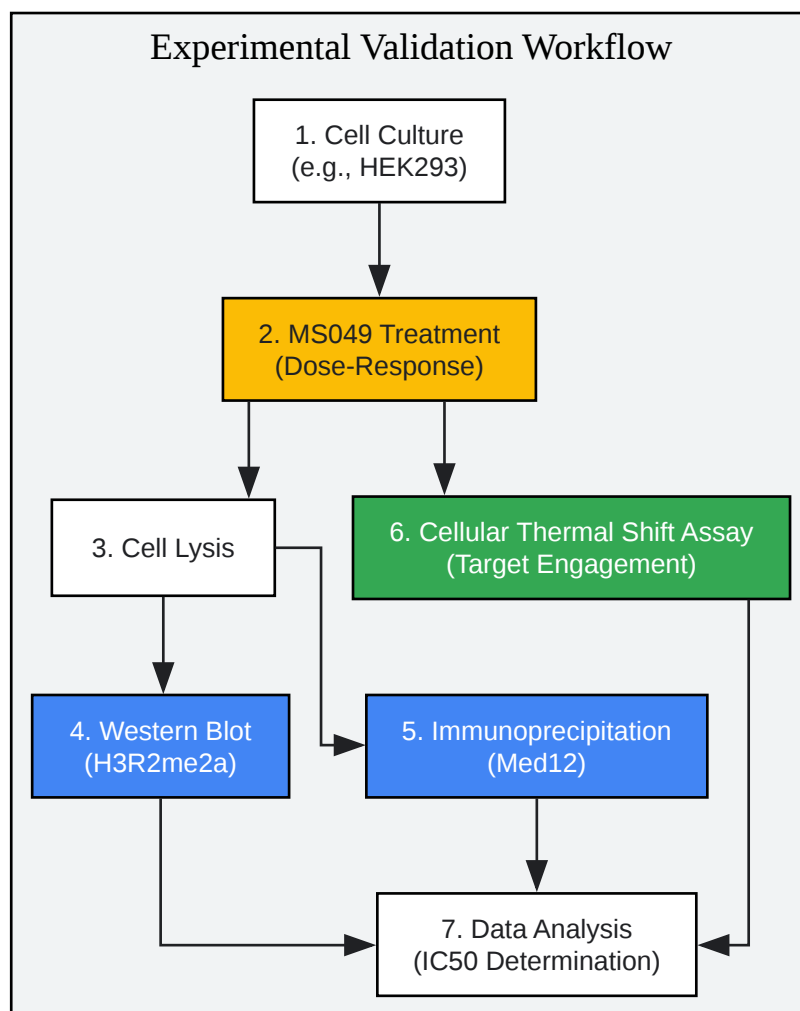 Experimental Validation Workflow
1. Cell Culture
(e.g., HEK293)
2. MS049 Treatment
(Dose-Response)
3. Cell Lysis
6. Cellular Thermal Shift Assay
(Target Engagement)
4. Western Blot
(H3R2me2a)
5. Immunoprecipitation
(Med12)
7. Data Analysis
(IC50 Determination)